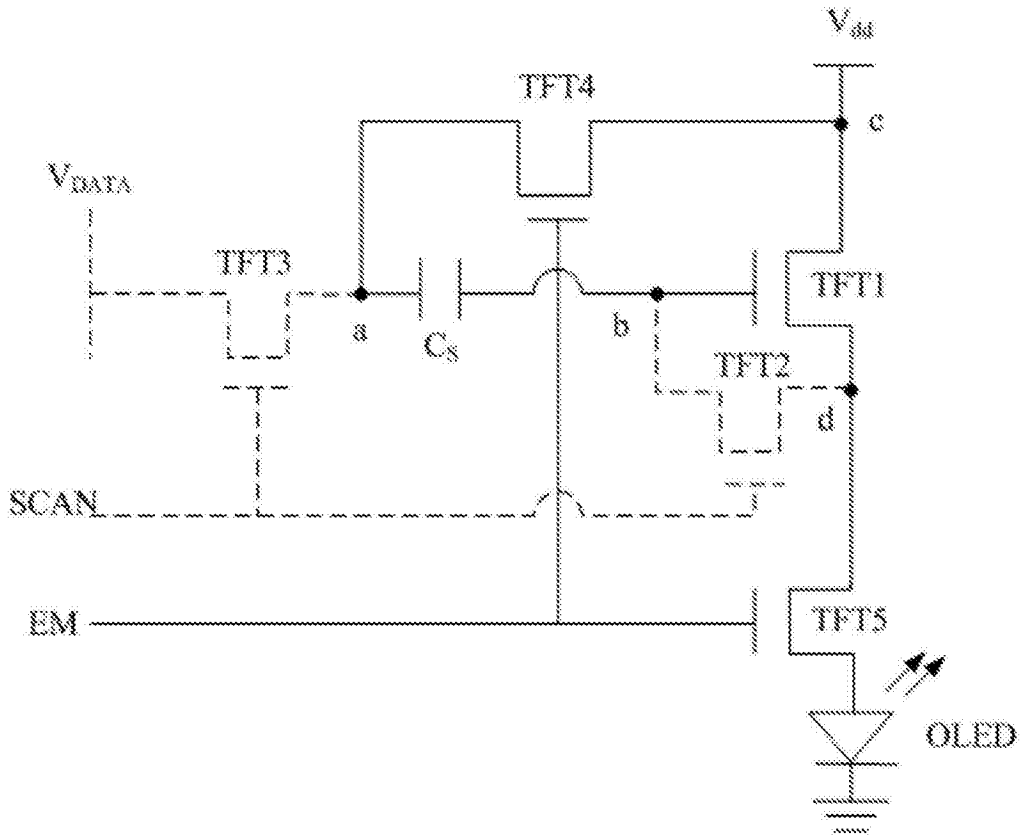 V_dd
TFT4
c
V_DATA
TFT3
TFT1
a
C_S
b
TFT2
d
SCAN
EM
TFT5
OLED